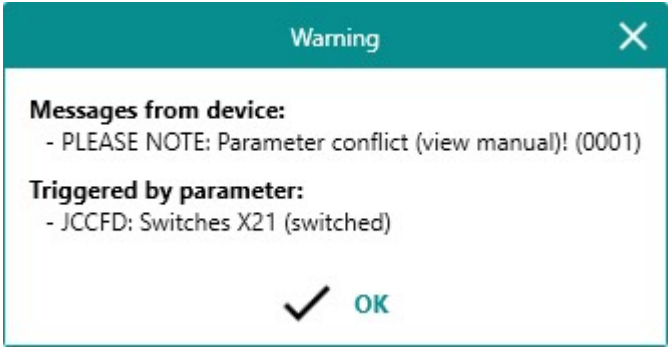 Warning
Messages from device:
- PLEASE NOTE: Parameter conflict (view manual)! (0001)
Triggered by parameter:
- JCCFD: Switches X21 (switched)
OK